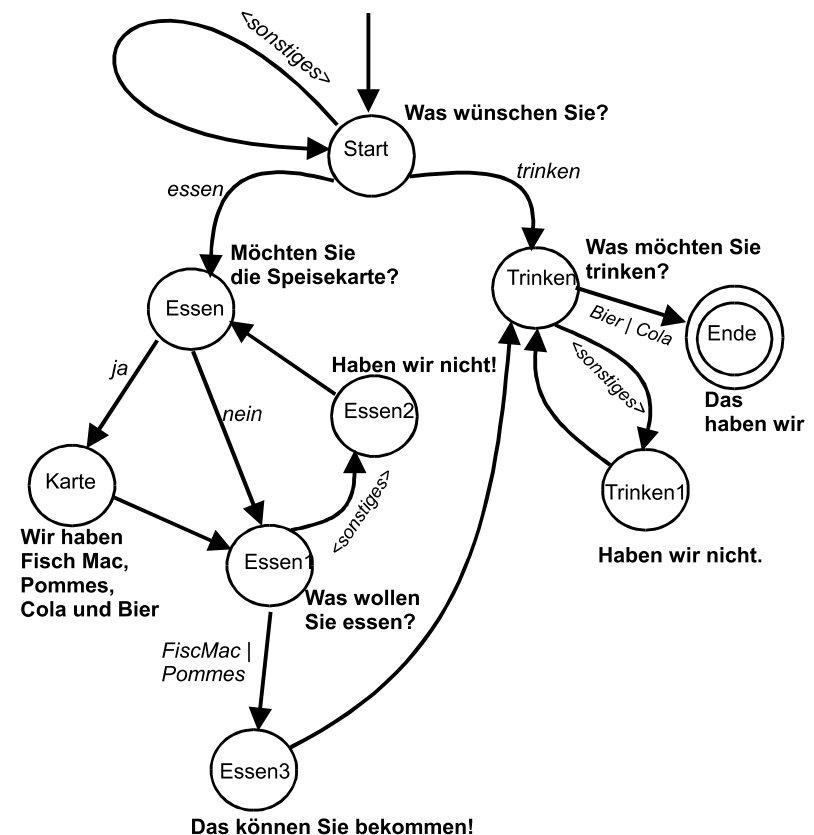 <sonstiges>
Was wünschen Sie?
Start
essen
trinken
Möchten Sie
die Speisekarte?
Was möchten Sie
trinken?
Essen
Trinken
Bier | Cola
Ende
<sonstiges>
Haben wir nicht!
ja
nein
Essen2
Das
haben wir
Karte
<sonstiges>
Trinken1
Wir haben
Fisch Mac,
Pommes,
Cola und Bier
Essen1
Haben wir nicht.
Was wollen
Sie essen?
FiscMac |
Pommes
Essen3
Das können Sie bekommen!